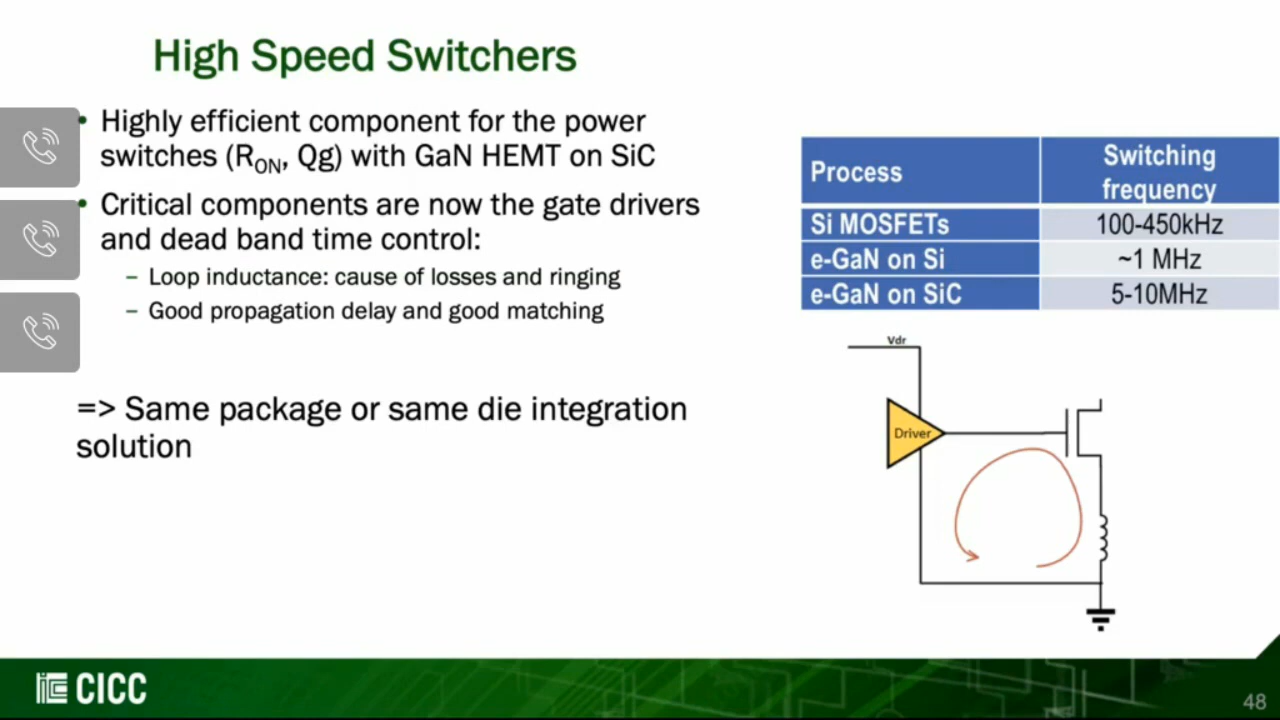 High Speed Switchers
• Highly efficient component for the power
switches (RON, Qg) with GaN HEMT on SiC
• Critical components are now the gate drivers
and dead band time control:
– Loop inductance: cause of losses and ringing
– Good propagation delay and good matching
=> Same package or same die integration
solution
Process Switching
frequency
Si MOSFETs 100-450kHz
e-GaN on Si ~1 MHz
e-GaN on SiC 5-10MHz
Vdr
Driver
CICC
48